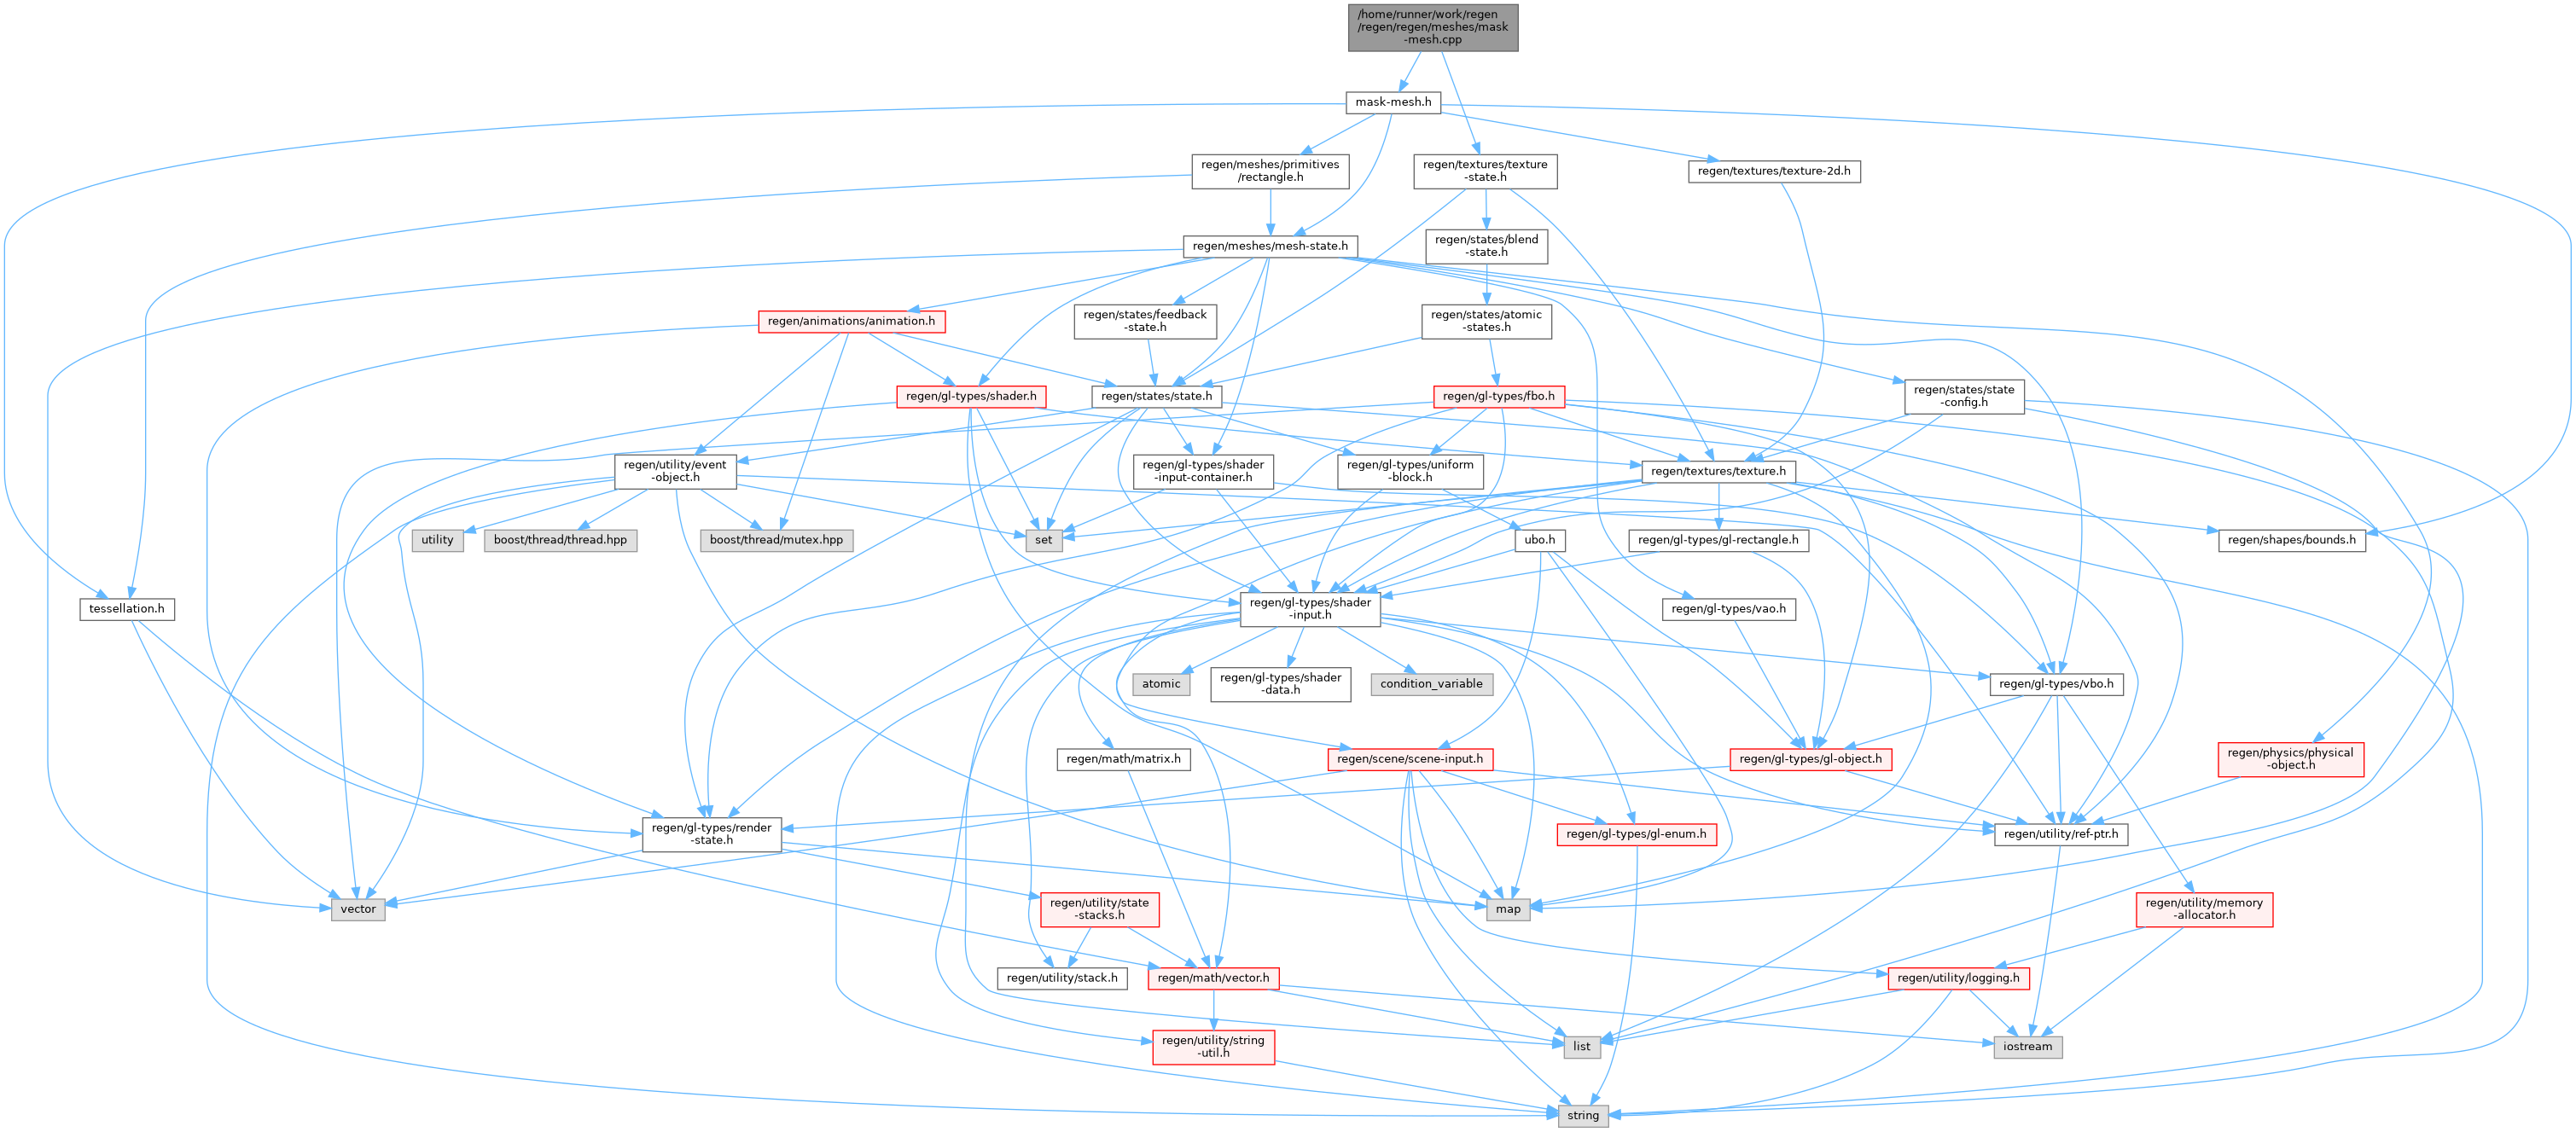 /home/runner/work/regen
/regen/regen/meshes/mask
-mesh.cpp
mask-mesh.h
regen/meshes/primitives
/rectangle.h
regen/textures/texture
-state.h
regen/textures/texture-2d.h
regen/meshes/mesh-state.h
regen/states/blend
-state.h
regen/animations/animation.h
regen/states/feedback
-state.h
regen/states/atomic
-states.h
regen/gl-types/shader.h
regen/states/state.h
regen/gl-types/fbo.h
regen/states/state
-config.h
regen/utility/event
-object.h
regen/gl-types/shader
-input-container.h
regen/gl-types/uniform
-block.h
regen/textures/texture.h
utility
boost/thread/thread.hpp
boost/thread/mutex.hpp
set
ubo.h
regen/gl-types/gl-rectangle.h
regen/shapes/bounds.h
tessellation.h
regen/gl-types/shader
-input.h
regen/gl-types/vao.h
atomic
regen/gl-types/shader
-data.h
condition_variable
regen/gl-types/vbo.h
regen/math/matrix.h
regen/scene/scene-input.h
regen/gl-types/gl-object.h
regen/physics/physical
-object.h
regen/gl-types/render
-state.h
regen/gl-types/gl-enum.h
regen/utility/ref-ptr.h
vector
regen/utility/state
-stacks.h
map
regen/utility/memory
-allocator.h
regen/utility/stack.h
regen/math/vector.h
regen/utility/logging.h
regen/utility/string
-util.h
list
iostream
string